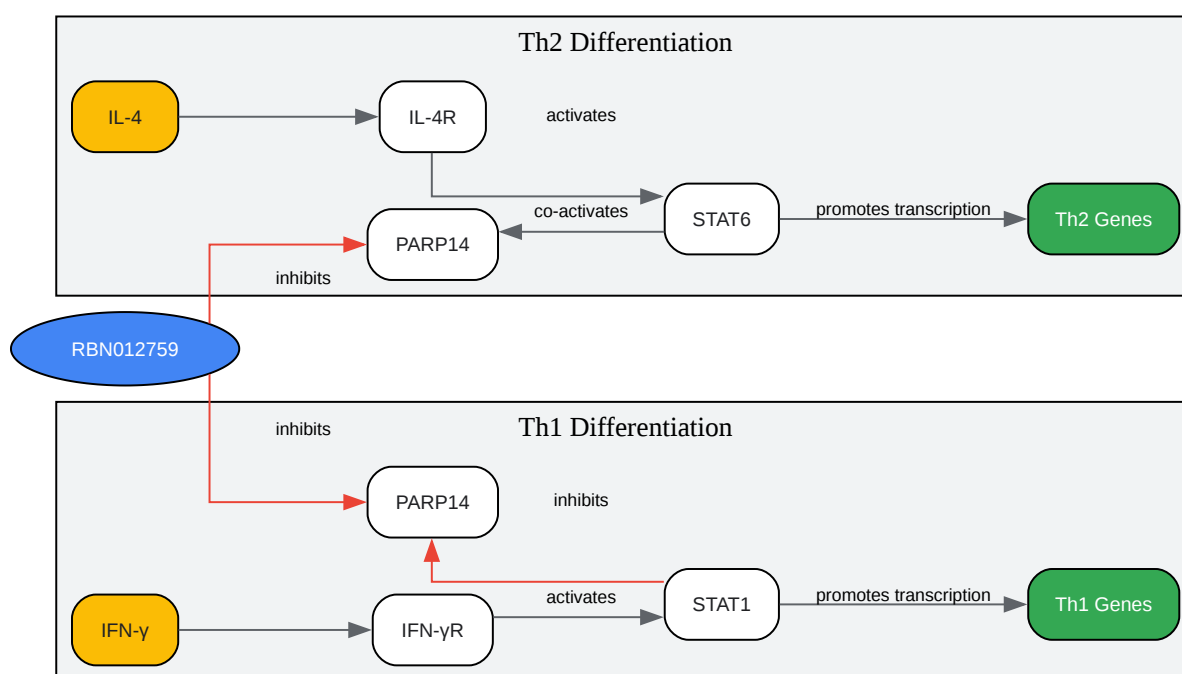 Th2 Differentiation
IL-4
IL-4R
activates
co-activates
STAT6
promotes transcription
Th2 Genes
PARP14
inhibits
RBN012759
Th1 Differentiation
inhibits
PARP14
inhibits
activates
STAT1
promotes transcription
Th1 Genes
IFN-γ
IFN-γR